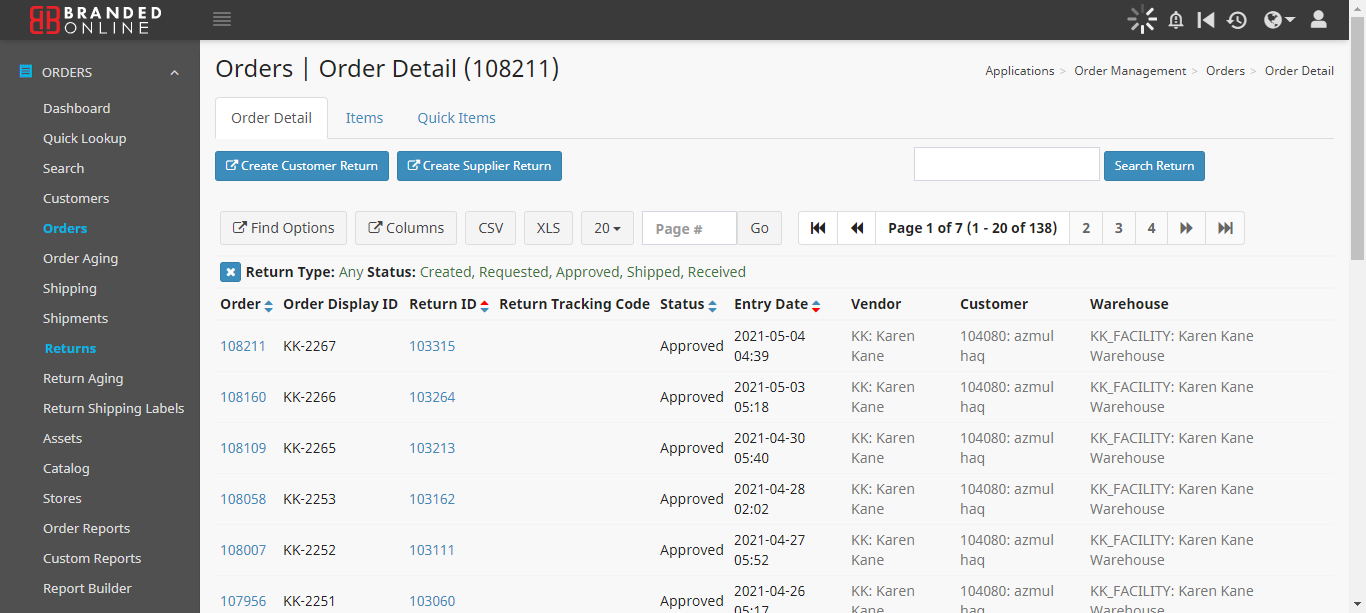 BRANDED
ONLINE
ORDERS
Dashboard
Quick Lookup
Search
Customers
Orders
Order Aging
Shipping
Shipments
Returns
Return Aging
Return Shipping Labels
Assets
Catalog
Stores
Order Reports
Custom Reports
Report Builder
Orders | Order Detail (108211)
Applications > Order Management > Orders > Order Detail
Order Detail Items Quick Items
Create Customer Return Create Supplier Return Search Return
Find Options Columns CSV XLS 20 Page # Go Page 1 of 7 (1 - 20 of 138) 2 3 4
Return Type: Any Status: Created, Requested, Approved, Shipped, Received
Order Order Display ID Return ID Return Tracking Code Status Entry Date Vendor Customer Warehouse
108211 KK-2267 103315 Approved 2021-05-04 04:39 KK: Karen Kane 104080: azmul haq KK_FACILITY: Karen Kane Warehouse
108160 KK-2266 103264 Approved 2021-05-03 05:18 KK: Karen Kane 104080: azmul haq KK_FACILITY: Karen Kane Warehouse
108109 KK-2265 103213 Approved 2021-04-30 05:40 KK: Karen Kane 104080: azmul haq KK_FACILITY: Karen Kane Warehouse
108058 KK-2253 103162 Approved 2021-04-28 02:02 KK: Karen Kane 104080: azmul haq KK_FACILITY: Karen Kane Warehouse
108007 KK-2252 103111 Approved 2021-04-27 05:52 KK: Karen Kane 104080: azmul haq KK_FACILITY: Karen Kane Warehouse
107956 KK-2251 103060 Approved 2021-04-26 05:17 KK: Karen Kane 104080: azmul haq KK_FACILITY: Karen Kane Warehouse